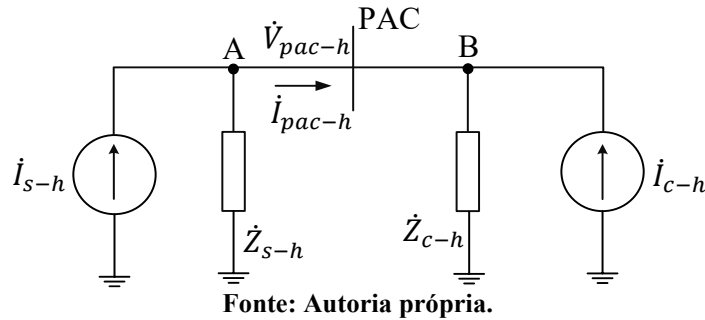 PAC
A
V̇pac−h
B
İpac−h
İs−h
Żs−h
Żc−h
İc−h
Fonte: Autoria própria.